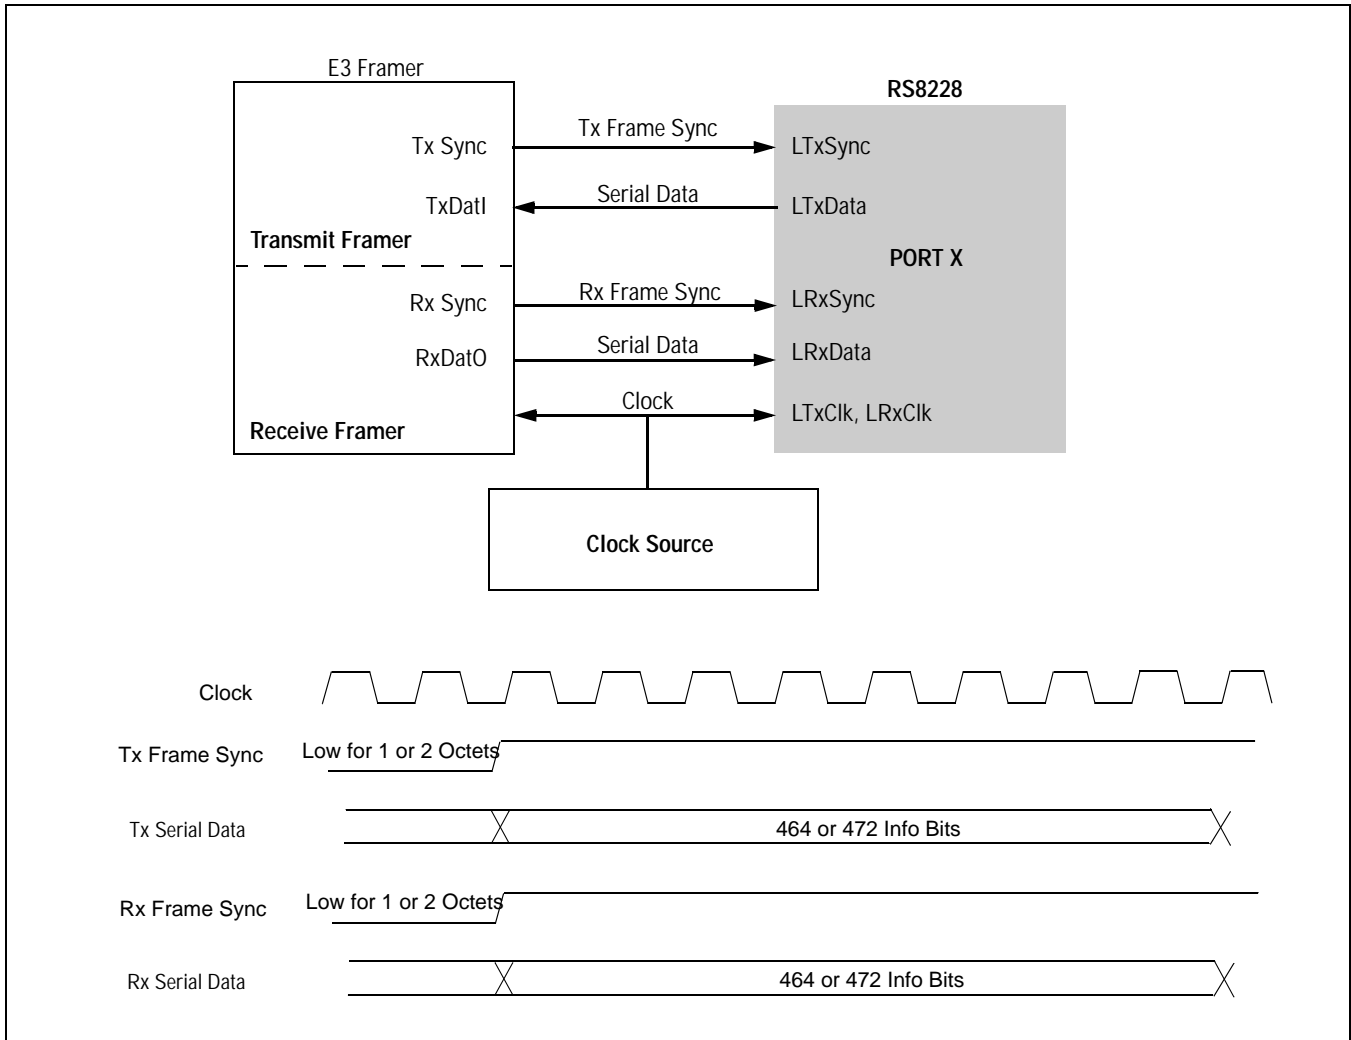 E3 Framer
RS8228
Tx Sync
Tx Frame Sync
LTxSync
TxDatI
Serial Data
LTxData
Transmit Framer
PORT X
Rx Sync
Rx Frame Sync
LRxSync
RxDatO
Serial Data
LRxData
Clock
LTxClk, LRxClk
Receive Framer
Clock Source
Clock
Tx Frame Sync
Low for 1 or 2 Octets
Tx Serial Data
464 or 472 Info Bits
Rx Frame Sync
Low for 1 or 2 Octets
Rx Serial Data
464 or 472 Info Bits